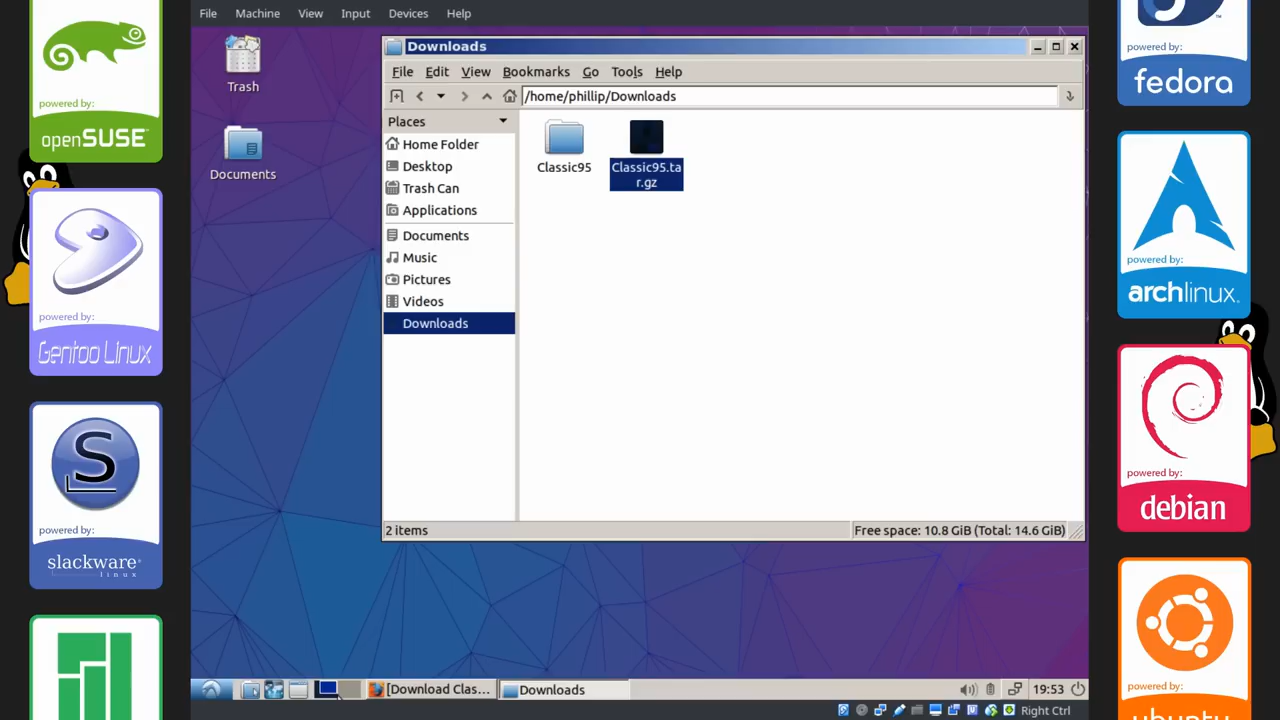 File Machine View Input Devices Help
powered by:
openSUSE
powered by:
Gentoo Linux
powered by:
slackware
linux
Trash
Documents
Downloads
File Edit View Bookmarks Go Tools Help
/home/phillip/Downloads
Places
Home Folder
Desktop
Trash Can
Applications
Documents
Music
Pictures
Videos
Downloads
Classic95
Classic95.ta
r.gz
2 items
Free space: 10.8 GiB (Total: 14.6 GiB)
[Download Clas...
Downloads
19:53
Right Ctrl
powered by:
fedora
powered by:
archlinux
powered by:
debian
powered by:
ubuntu